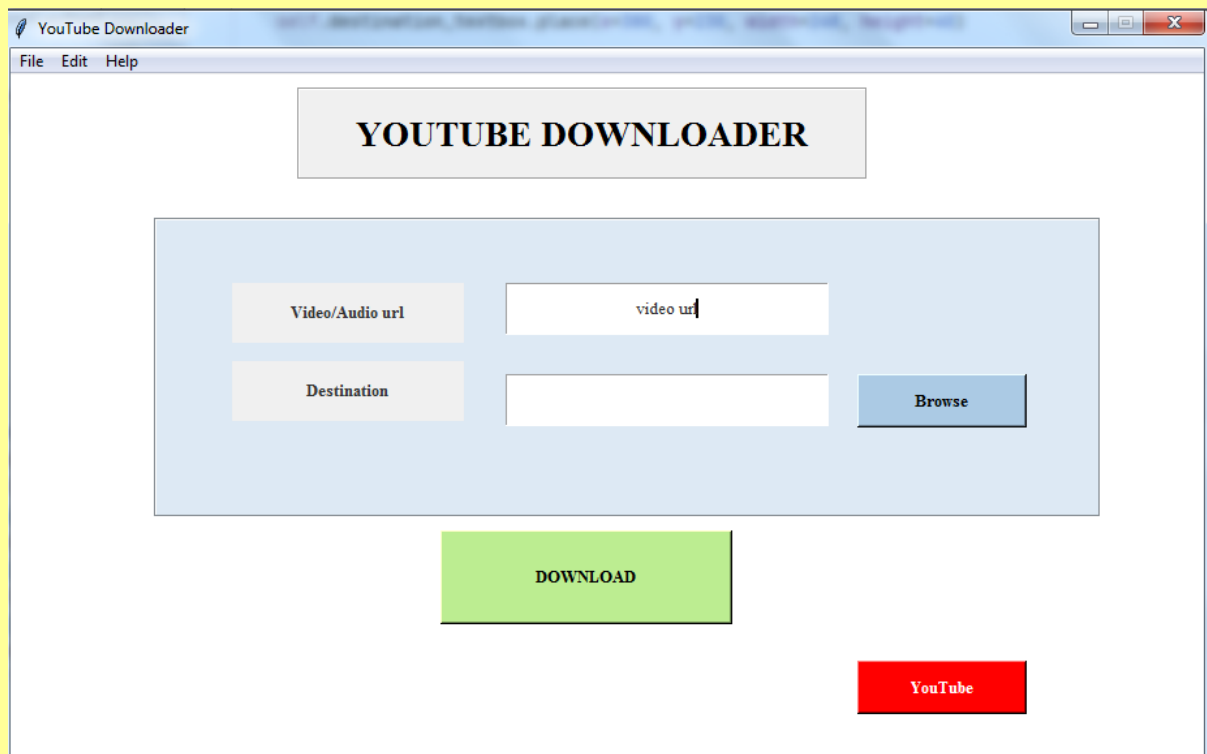 YouTube Downloader
File Edit Help
YOUTUBE DOWNLOADER
Video/Audio url
video url
Destination
Browse
DOWNLOAD
YouTube